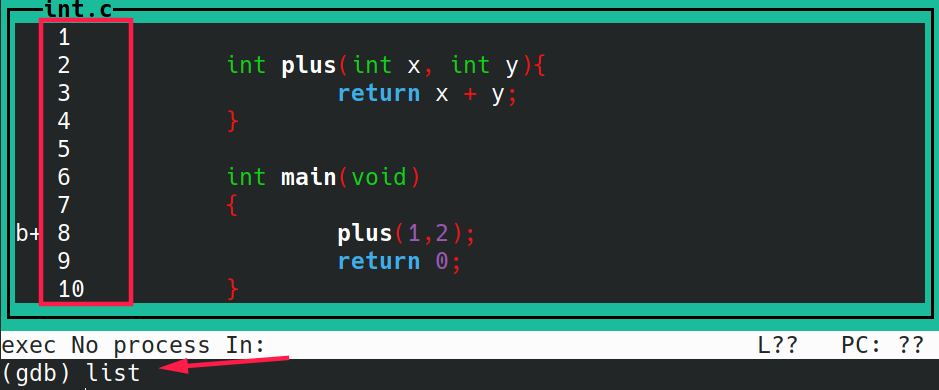 int.c
1
2 int plus(int x, int y){
3 return x + y;
4 }
5
6 int main(void)
7 {
b+ 8 plus(1,2);
9 return 0;
10 }
exec No process In: L?? PC: ??
(gdb) list